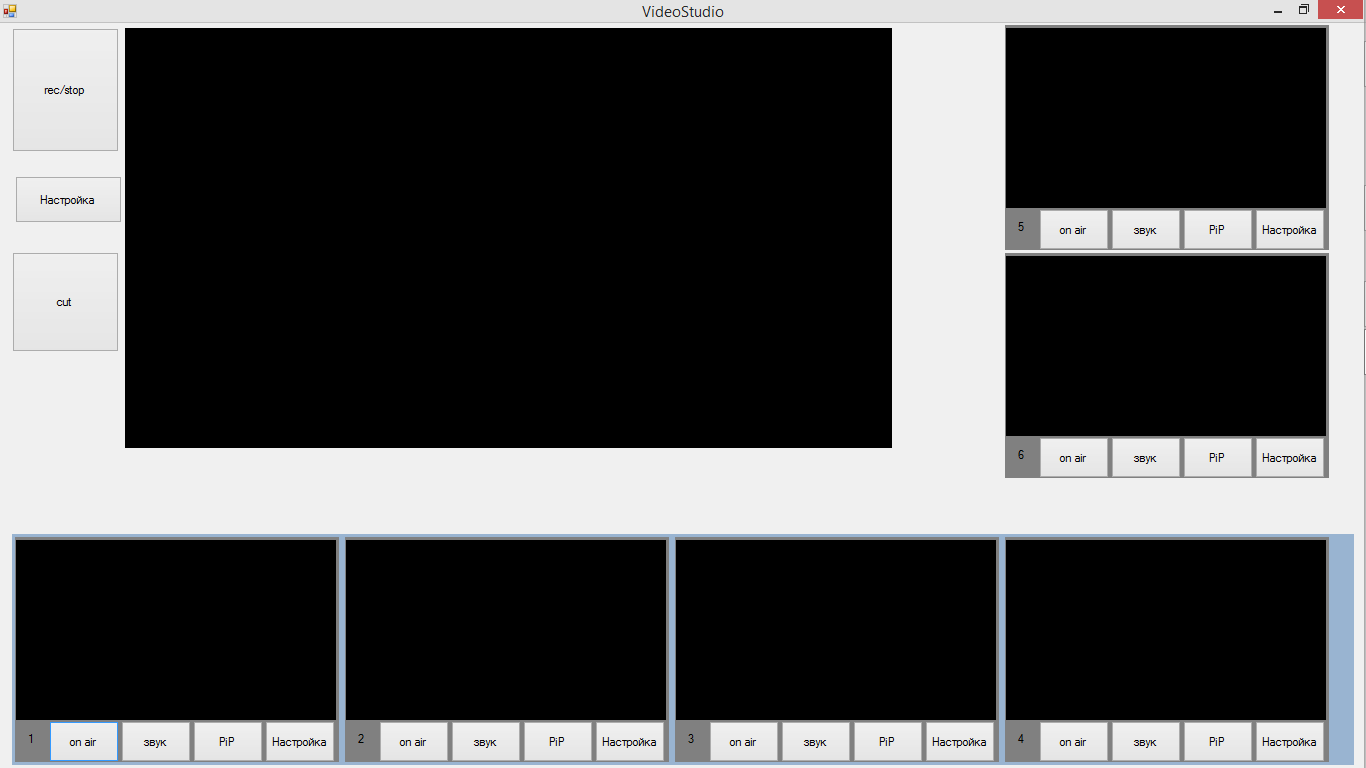 VideoStudio
rec/stop
Настройка
cut
5 on air звук PiP Настройка
6 on air звук PiP Настройка
1 on air звук PiP Настройка
2 on air звук PiP Настройка
3 on air звук PiP Настройка
4 on air звук PiP Настройка